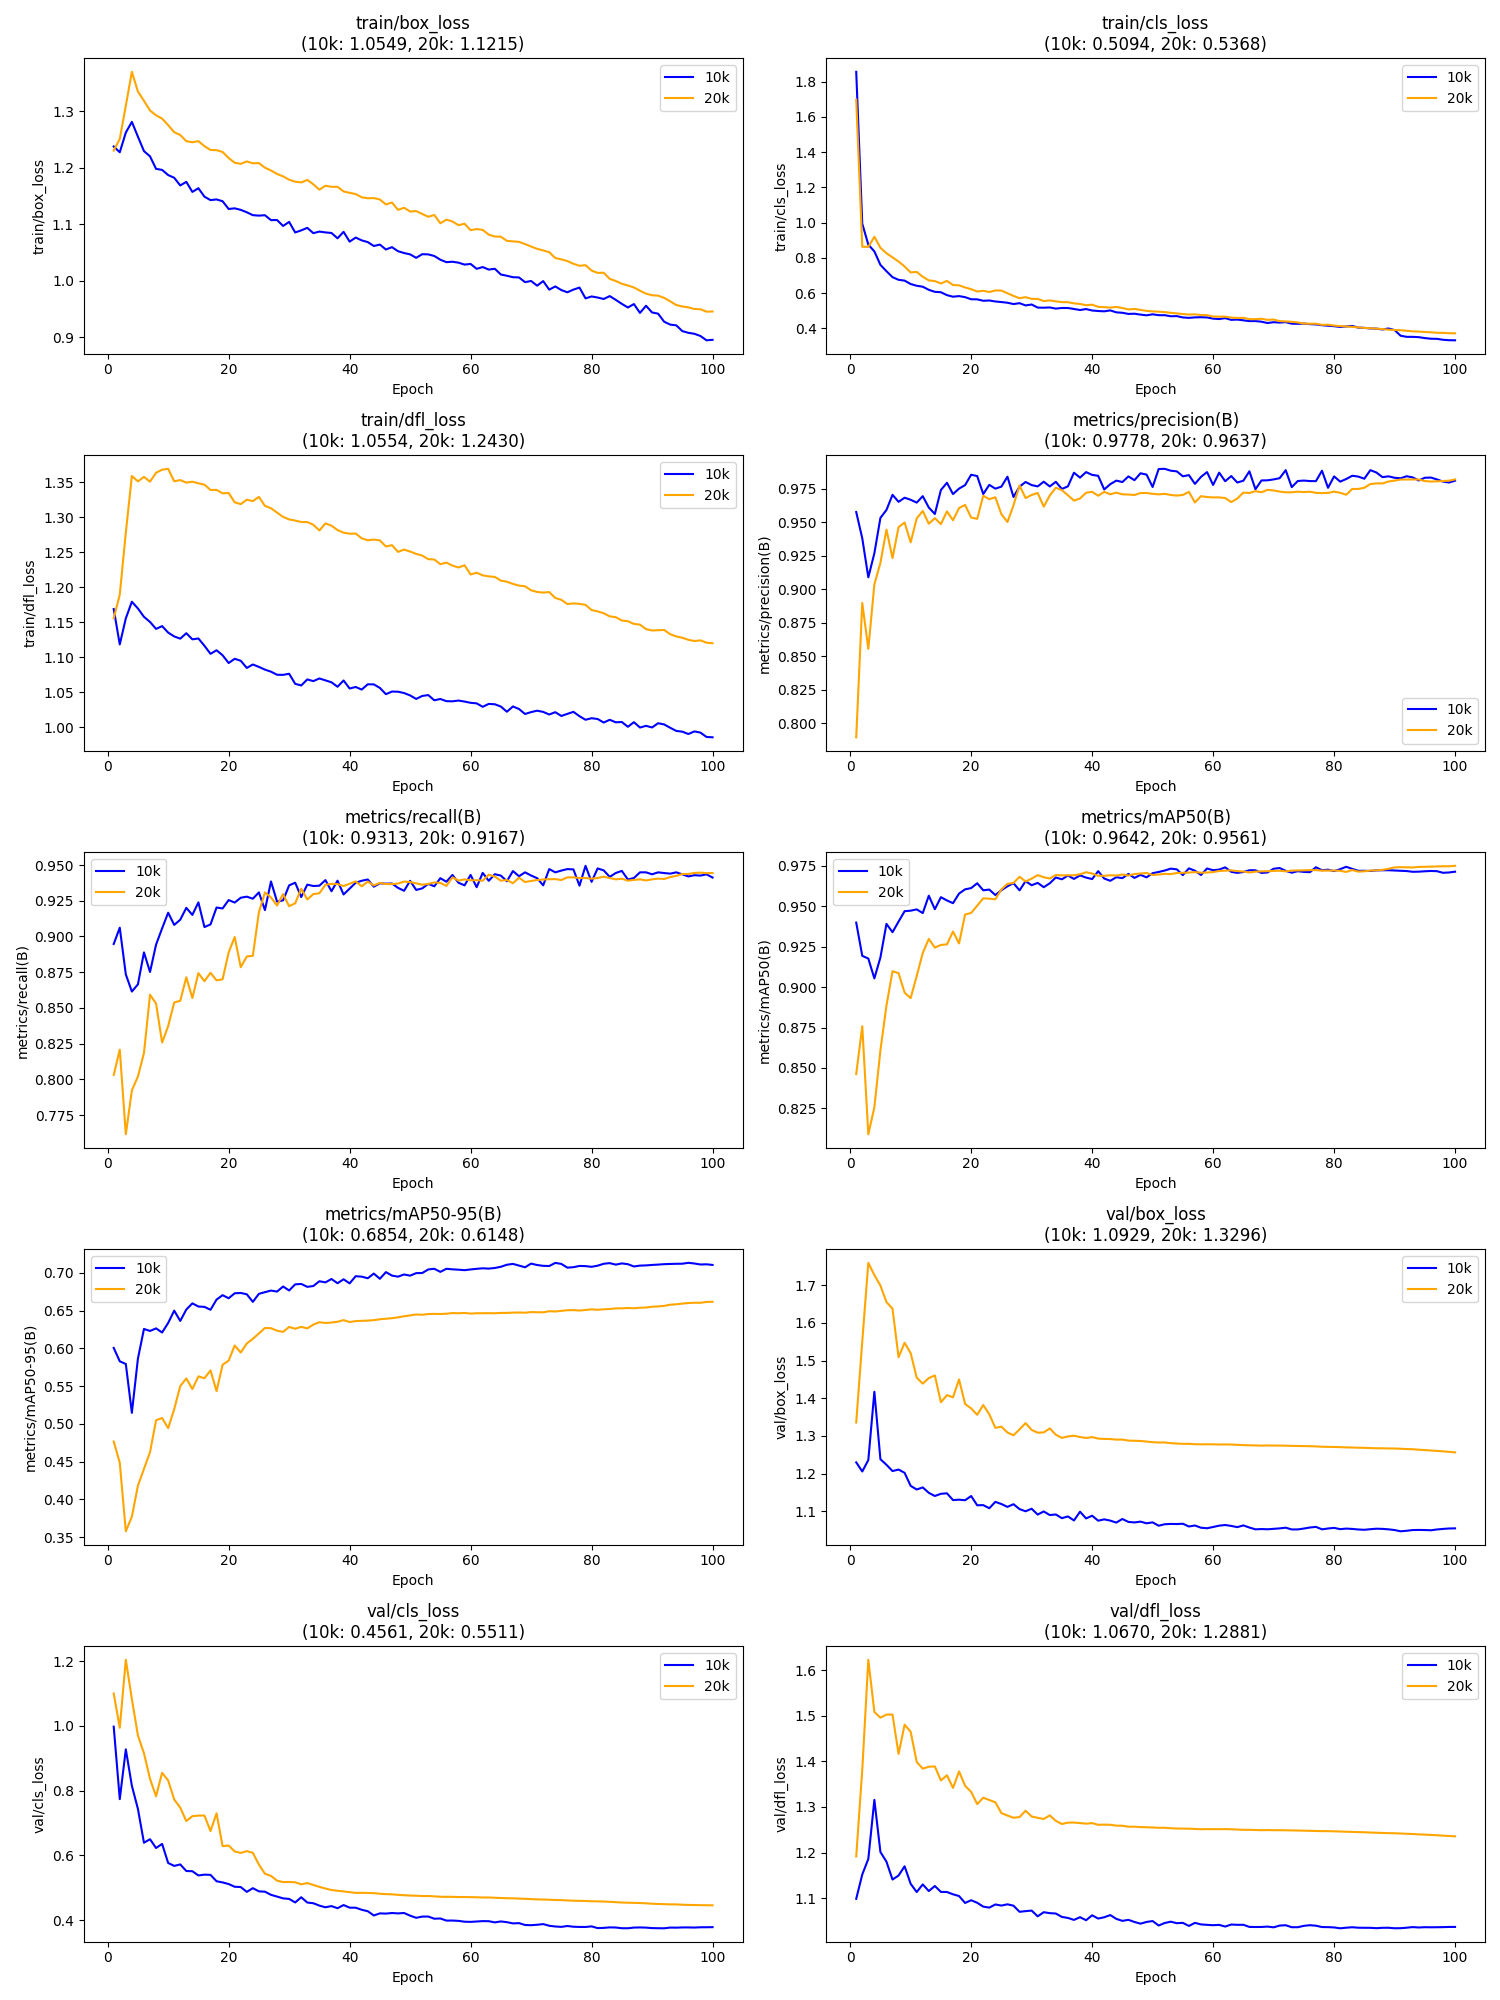 train/box_loss
(10k: 1.0549, 20k: 1.1215)
10k
20k
1.3
1.2
1.1
1.0
0.9
train/box_loss
0 20 40 60 80 100
Epoch
train/cls_loss
(10k: 0.5094, 20k: 0.5368)
10k
20k
1.8
1.6
1.4
1.2
1.0
0.8
0.6
0.4
train/cls_loss
0 20 40 60 80 100
Epoch
train/dfl_loss
(10k: 1.0554, 20k: 1.2430)
10k
20k
1.35
1.30
1.25
1.20
1.15
1.10
1.05
1.00
train/dfl_loss
0 20 40 60 80 100
Epoch
metrics/precision(B)
(10k: 0.9778, 20k: 0.9637)
0.975
0.950
0.925
0.900
0.875
0.850
0.825
0.800
metrics/precision(B)
10k
20k
0 20 40 60 80 100
Epoch
metrics/recall(B)
(10k: 0.9313, 20k: 0.9167)
10k
20k
0.950
0.925
0.900
0.875
0.850
0.825
0.800
0.775
metrics/recall(B)
0 20 40 60 80 100
Epoch
metrics/mAP50(B)
(10k: 0.9642, 20k: 0.9561)
10k
20k
0.975
0.950
0.925
0.900
0.875
0.850
0.825
metrics/mAP50(B)
0 20 40 60 80 100
Epoch
metrics/mAP50-95(B)
(10k: 0.6854, 20k: 0.6148)
10k
20k
0.70
0.65
0.60
0.55
0.50
0.45
0.40
0.35
metrics/mAP50-95(B)
0 20 40 60 80 100
Epoch
val/box_loss
(10k: 1.0929, 20k: 1.3296)
10k
20k
1.7
1.6
1.5
1.4
1.3
1.2
1.1
val/box_loss
0 20 40 60 80 100
Epoch
val/cls_loss
(10k: 0.4561, 20k: 0.5511)
10k
20k
1.2
1.0
0.8
0.6
0.4
val/cls_loss
0 20 40 60 80 100
Epoch
val/dfl_loss
(10k: 1.0670, 20k: 1.2881)
10k
20k
1.6
1.5
1.4
1.3
1.2
1.1
val/dfl_loss
0 20 40 60 80 100
Epoch